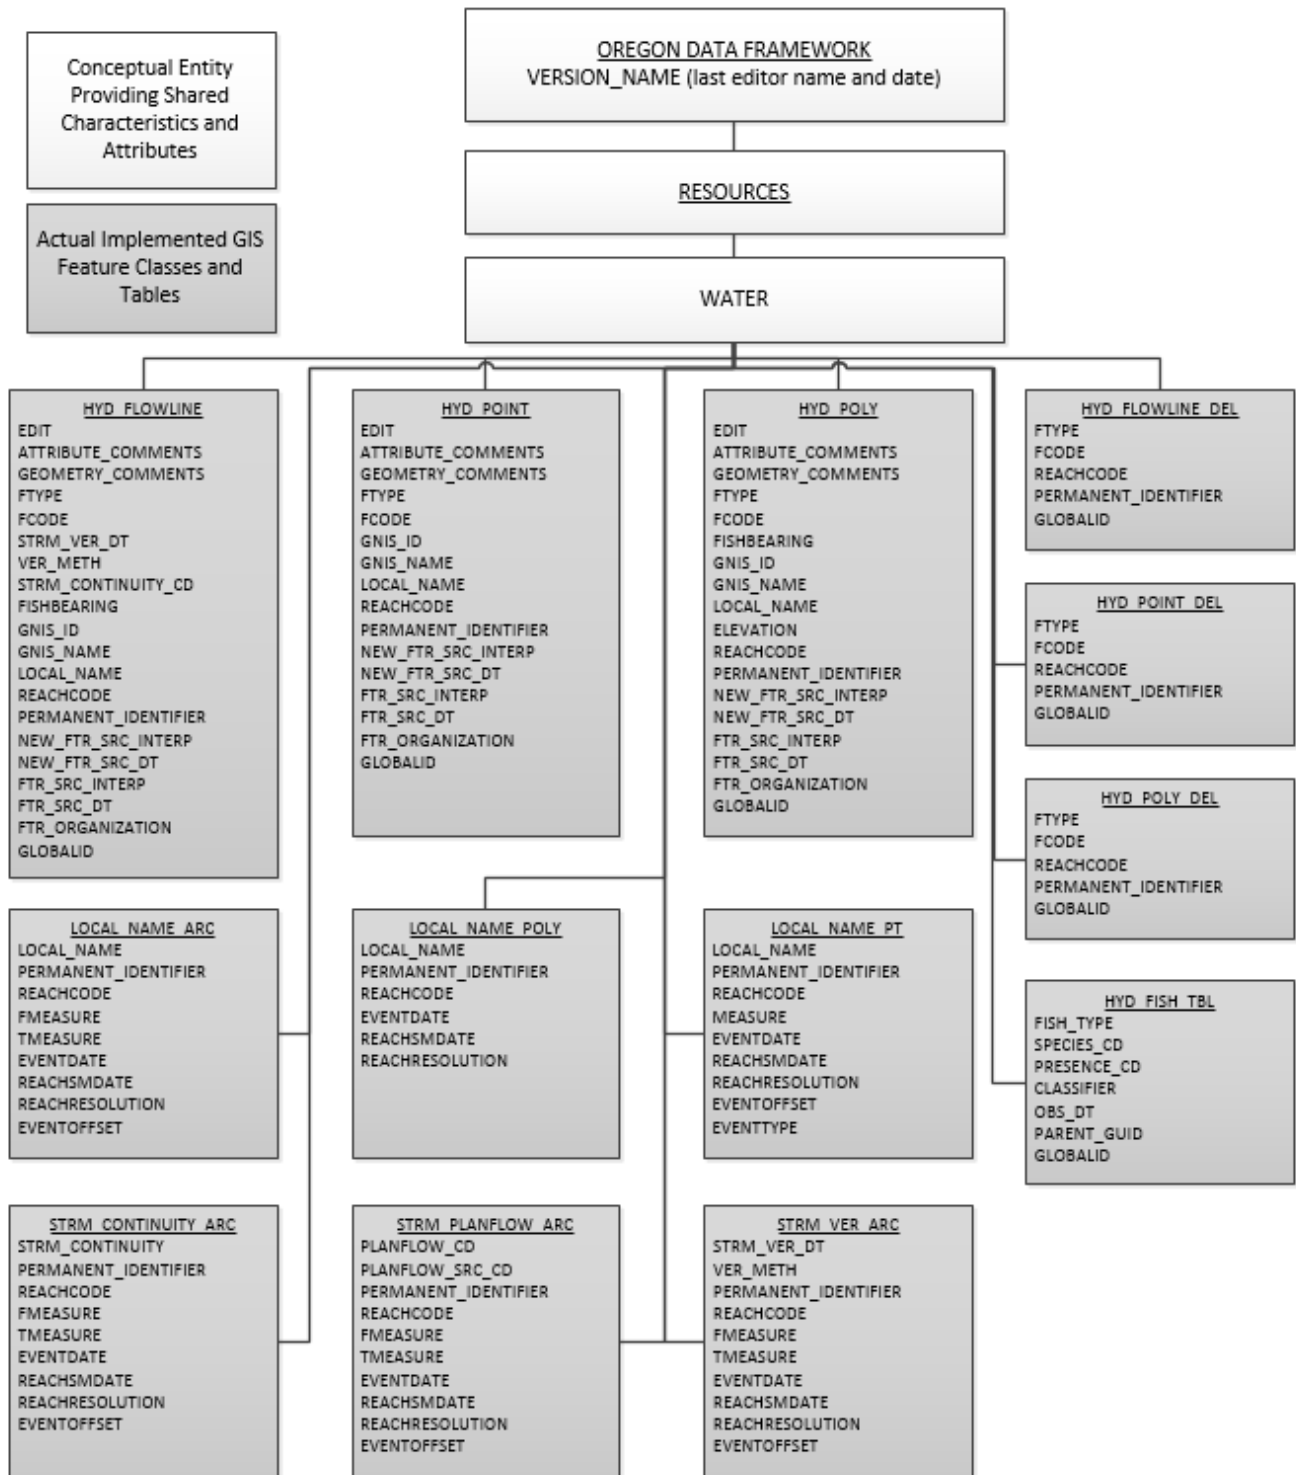 Conceptual Entity
Providing Shared
Characteristics and
Attributes
Actual Implemented GIS
Feature Classes and
Tables
OREGON DATA FRAMEWORK
VERSION_NAME (last editor name and date)
RESOURCES
WATER
HYD_FLOWLINE
EDIT
ATTRIBUTE_COMMENTS
GEOMETRY_COMMENTS
FTYPE
FCODE
STRM_VER_DT
VER_METH
STRM_CONTINUITY_CD
FISHBEARING
GNIS_ID
GNIS_NAME
LOCAL_NAME
REACHCODE
PERMANENT_IDENTIFIER
NEW_FTR_SRC_INTERP
NEW_FTR_SRC_DT
FTR_SRC_INTERP
FTR_SRC_DT
FTR_ORGANIZATION
GLOBALID
HYD_POINT
EDIT
ATTRIBUTE_COMMENTS
GEOMETRY_COMMENTS
FTYPE
FCODE
GNIS_ID
GNIS_NAME
LOCAL_NAME
REACHCODE
PERMANENT_IDENTIFIER
NEW_FTR_SRC_INTERP
NEW_FTR_SRC_DT
FTR_SRC_INTERP
FTR_SRC_DT
FTR_ORGANIZATION
GLOBALID
HYD_POLY
EDIT
ATTRIBUTE_COMMENTS
GEOMETRY_COMMENTS
FTYPE
FCODE
FISHBEARING
GNIS_ID
GNIS_NAME
LOCAL_NAME
ELEVATION
REACHCODE
PERMANENT_IDENTIFIER
NEW_FTR_SRC_INTERP
NEW_FTR_SRC_DT
FTR_SRC_INTERP
FTR_SRC_DT
FTR_ORGANIZATION
GLOBALID
HYD_FLOWLINE_DEL
FTYPE
FCODE
REACHCODE
PERMANENT_IDENTIFIER
GLOBALID
HYD_POINT_DEL
FTYPE
FCODE
REACHCODE
PERMANENT_IDENTIFIER
GLOBALID
HYD_POLY_DEL
FTYPE
FCODE
REACHCODE
PERMANENT_IDENTIFIER
GLOBALID
LOCAL_NAME_ARC
LOCAL_NAME
PERMANENT_IDENTIFIER
REACHCODE
FMEASURE
TMEASURE
EVENTDATE
REACHSMDATE
REACHRESOLUTION
EVENTOFFSET
LOCAL_NAME_POLY
LOCAL_NAME
PERMANENT_IDENTIFIER
REACHCODE
EVENTDATE
REACHSMDATE
REACHRESOLUTION
LOCAL_NAME_PT
LOCAL_NAME
PERMANENT_IDENTIFIER
REACHCODE
MEASURE
EVENTDATE
REACHSMDATE
REACHRESOLUTION
EVENTOFFSET
EVENTTYPE
HYD_FISH_TBL
FISH_TYPE
SPECIES_CD
PRESENCE_CD
CLASSIFIER
OBS_DT
PARENT_GUID
GLOBALID
STRM_CONTINUITY_ARC
STRM_CONTINUITY
PERMANENT_IDENTIFIER
REACHCODE
FMEASURE
TMEASURE
EVENTDATE
REACHSMDATE
REACHRESOLUTION
EVENTOFFSET
STRM_PLANFLOW_ARC
PLANFLOW_CD
PLANFLOW_SRC_CD
PERMANENT_IDENTIFIER
REACHCODE
FMEASURE
TMEASURE
EVENTDATE
REACHSMDATE
REACHRESOLUTION
EVENTOFFSET
STRM_VER_ARC
STRM_VER_DT
VER_METH
PERMANENT_IDENTIFIER
REACHCODE
FMEASURE
TMEASURE
EVENTDATE
REACHSMDATE
REACHRESOLUTION
EVENTOFFSET